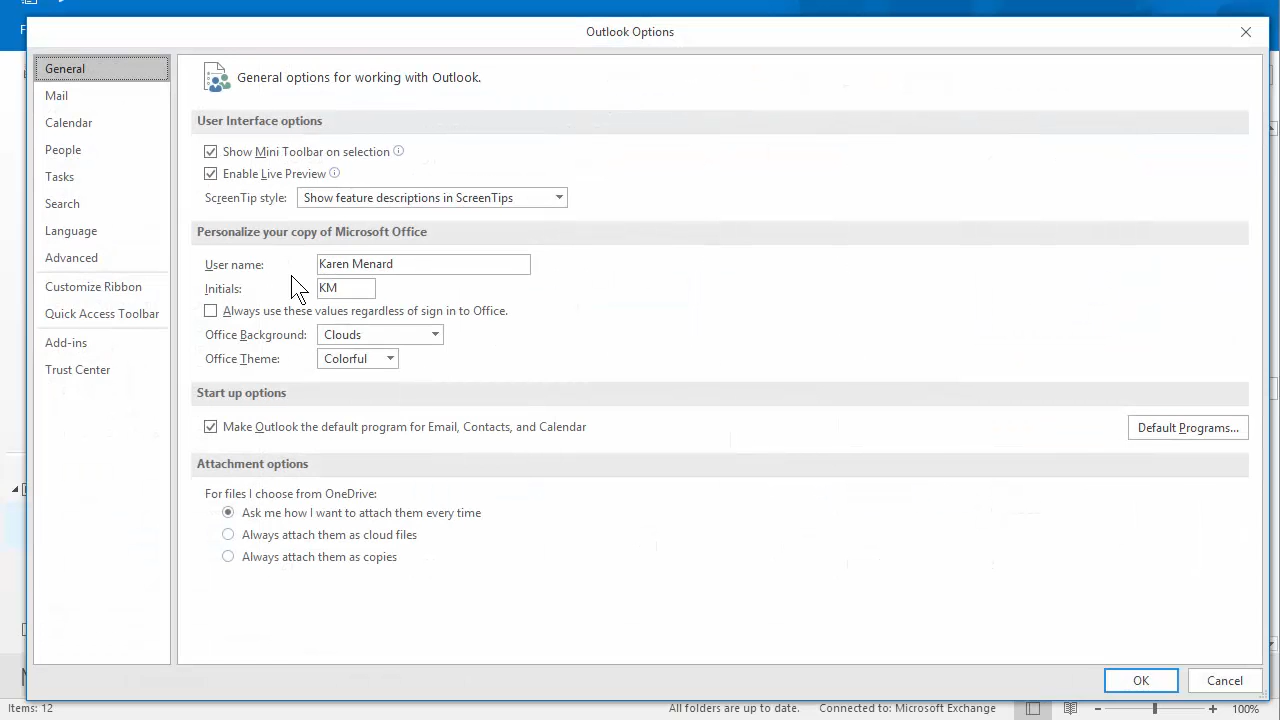 Outlook Options
General
Mail
Calendar
People
Tasks
Search
Language
Advanced
Customize Ribbon
Quick Access Toolbar
Add-ins
Trust Center
General options for working with Outlook.
User Interface options
Show Mini Toolbar on selection
Enable Live Preview
ScreenTip style: Show feature descriptions in ScreenTips
Personalize your copy of Microsoft Office
User name: Karen Menard
Initials: KM
Always use these values regardless of sign in to Office.
Office Background: Clouds
Office Theme: Colorful
Start up options
Make Outlook the default program for Email, Contacts, and Calendar
Default Programs...
Attachment options
For files I choose from OneDrive:
Ask me how I want to attach them every time
Always attach them as cloud files
Always attach them as copies
OK Cancel
Items: 12 All folders are up to date. Connected to: Microsoft Exchange 100%